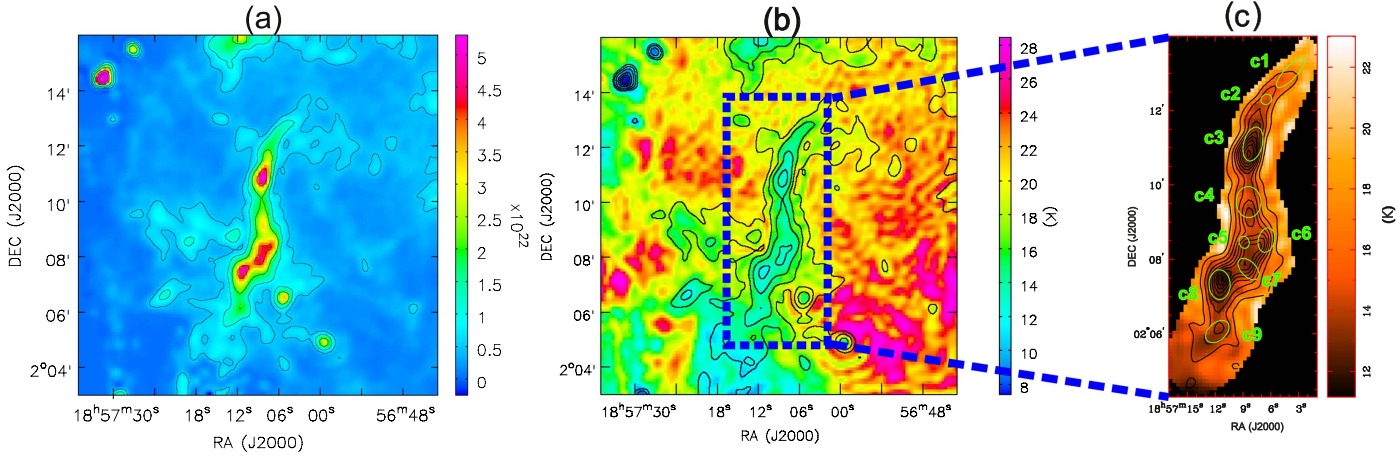 (a)
14'
12'
10'
08'
06'
2°04'
DEC (J2000)
18ʰ57ᵐ30ˢ
18ˢ
12ˢ
06ˢ
00ˢ
56ᵐ48ˢ
RA (J2000)
5
4.5
4
3.5
3
2.5
2
1.5
1
0.5
0
×10²²
(b)
14'
12'
10'
08'
06'
2°04'
DEC (J2000)
18ʰ57ᵐ30ˢ
18ˢ
12ˢ
06ˢ
00ˢ
56ᵐ48ˢ
RA (J2000)
28
26
24
22
20
18
16
14
12
10
8
(K)
(c)
c1
c2
c3
c4
c5
c6
c7
c8
c9
12'
10'
08'
02°06'
DEC (J2000)
18ʰ57ᵐ15ˢ
12ˢ
9ˢ
6ˢ
3ˢ
RA (J2000)
22
20
18
16
14
12
(K)